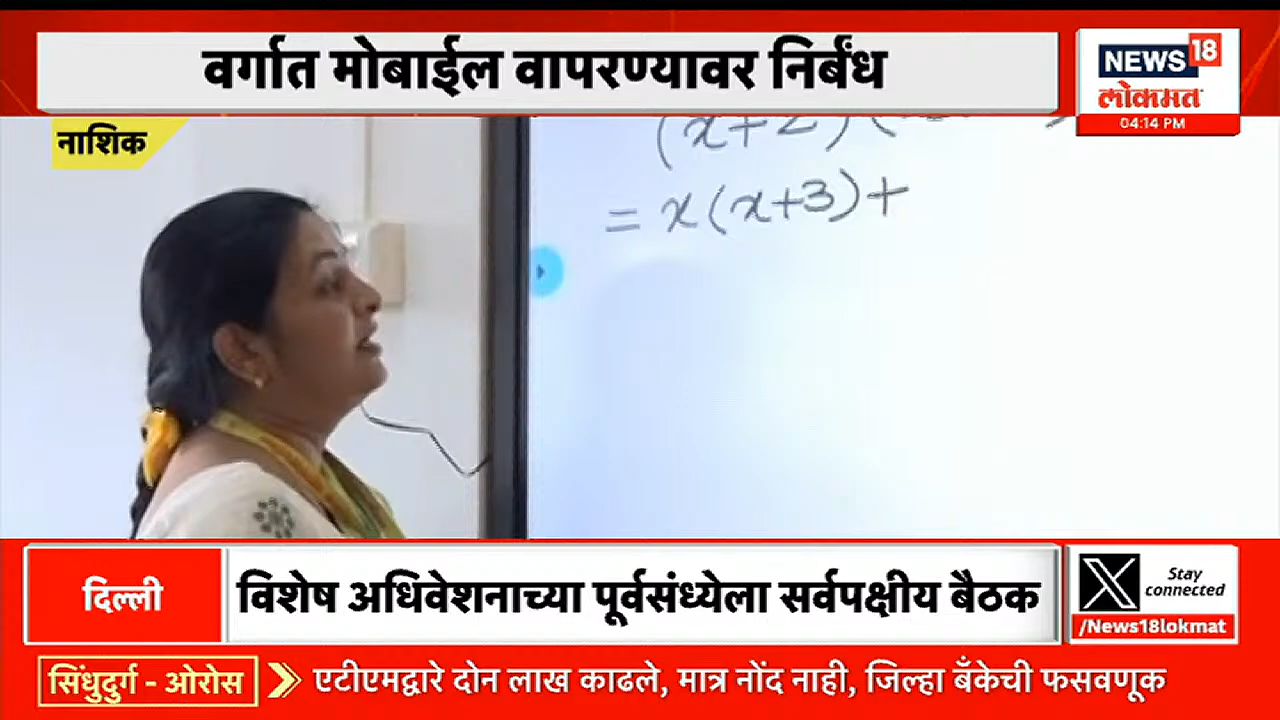 वर्गात मोबाईल वापरण्यावर निर्बंध
NEWS18
लोकमत
04:14 PM
नाशिक
(x+2)(
= x(x+3)+
दिल्ली
विशेष अधिवेशनाच्या पूर्वसंध्येला सर्वपक्षीय बैठक
X Stay
connected
/News18lokmat
सिंधुदुर्ग - ओरोस
एटीएमद्वारे दोन लाख काढले, मात्र नोंद नाही, जिल्हा बँकेची फसवणूक